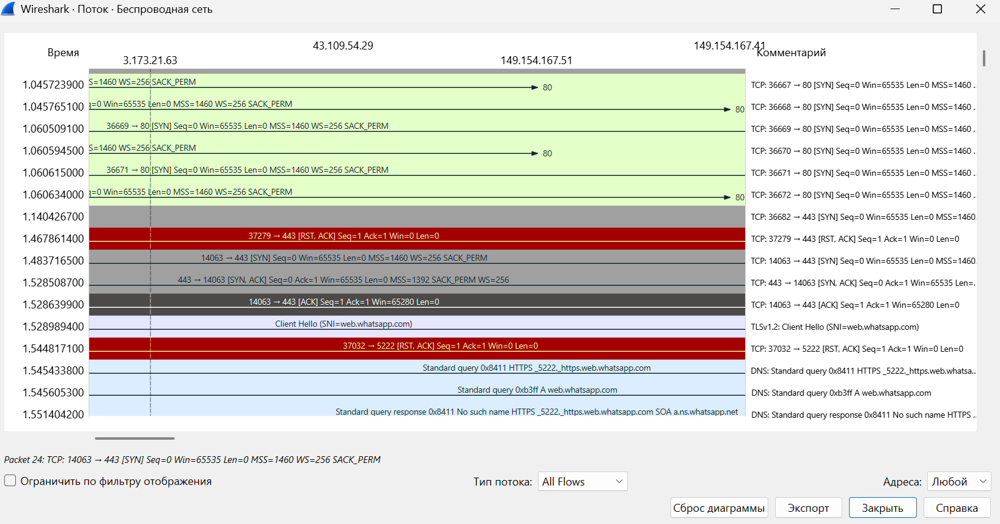 Wireshark · Поток · Беспроводная сеть
43.109.54.29 149.154.167.41
Время Комментарий
3.173.21.63 149.154.167.51
1.045723900 S=1460 WS=256 SACK_PERM 80 TCP: 36667 → 80 [SYN] Seq=0 Win=65535 Len=0 MSS=1460 ..
1.045765100 =0 Win=65535 Len=0 MSS=1460 WS=256 SACK_PERM 80 TCP: 36668 → 80 [SYN] Seq=0 Win=65535 Len=0 MSS=1460 ..
1.060509100 36669 → 80 [SYN] Seq=0 Win=65535 Len=0 MSS=1460 WS=256 SACK_PERM TCP: 36669 → 80 [SYN] Seq=0 Win=65535 Len=0 MSS=1460 ..
1.060594500 S=1460 WS=256 SACK_PERM 80 TCP: 36670 → 80 [SYN] Seq=0 Win=65535 Len=0 MSS=1460 ..
1.060615000 36671 → 80 [SYN] Seq=0 Win=65535 Len=0 MSS=1460 WS=256 SACK_PERM TCP: 36671 → 80 [SYN] Seq=0 Win=65535 Len=0 MSS=1460 ..
1.060634000 =0 Win=65535 Len=0 MSS=1460 WS=256 SACK_PERM 80 TCP: 36672 → 80 [SYN] Seq=0 Win=65535 Len=0 MSS=1460 ..
1.140426700 TCP: 36682 → 443 [SYN] Seq=0 Win=65535 Len=0 MSS=1460.
1.467861400 37279 → 443 [RST, ACK] Seq=1 Ack=1 Win=0 Len=0 TCP: 37279 → 443 [RST, ACK] Seq=1 Ack=1 Win=0 Len=0
1.483716500 14063 → 443 [SYN] Seq=0 Win=65535 Len=0 MSS=1460 WS=256 SACK_PERM TCP: 14063 → 443 [SYN] Seq=0 Win=65535 Len=0 MSS=1460.
1.528508700 443 → 14063 [SYN, ACK] Seq=0 Ack=1 Win=65535 Len=0 MSS=1392 SACK_PERM WS=256 TCP: 443 → 14063 [SYN, ACK] Seq=0 Ack=1 Win=65535 Len=..
1.528639900 14063 → 443 [ACK] Seq=1 Ack=1 Win=65280 Len=0 TCP: 14063 → 443 [ACK] Seq=1 Ack=1 Win=65280 Len=0
1.528989400 Client Hello (SNI=web.whatsapp.com) TLSv1.2: Client Hello (SNI=web.whatsapp.com)
1.544817100 37032 → 5222 [RST, ACK] Seq=1 Ack=1 Win=0 Len=0 TCP: 37032 → 5222 [RST, ACK] Seq=1 Ack=1 Win=0 Len=0
1.545433800 Standard query 0x8411 HTTPS _5222._https.web.whatsapp.com DNS: Standard query 0x8411 HTTPS _5222._https.web.whatsa...
1.545605300 Standard query 0xb3ff A web.whatsapp.com DNS: Standard query 0xb3ff A web.whatsapp.com
1.551404200 Standard query response 0x8411 No such name HTTPS _5222._https.web.whatsapp.com SOA a.ns.whatsapp.net DNS: Standard query response 0x8411 No such name HTTPS ..
Packet 24: TCP: 14063 → 443 [SYN] Seq=0 Win=65535 Len=0 MSS=1460 WS=256 SACK_PERM
Ограничить по фильтру отображения Тип потока: All Flows Адреса: Любой
Сброс диаграммы Экспорт Закрыть Справка